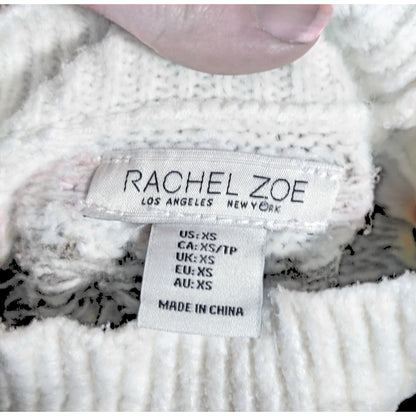 RACHEL ZOE
LOS ANGELES NEW YORK
US: XS
CA: XS/TP
UK: XS
EU: XS
AU: XS
MADE IN CHINA